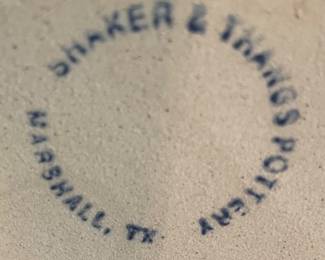 SHAKER & THANGS POTTERY
MARSHALL, TX